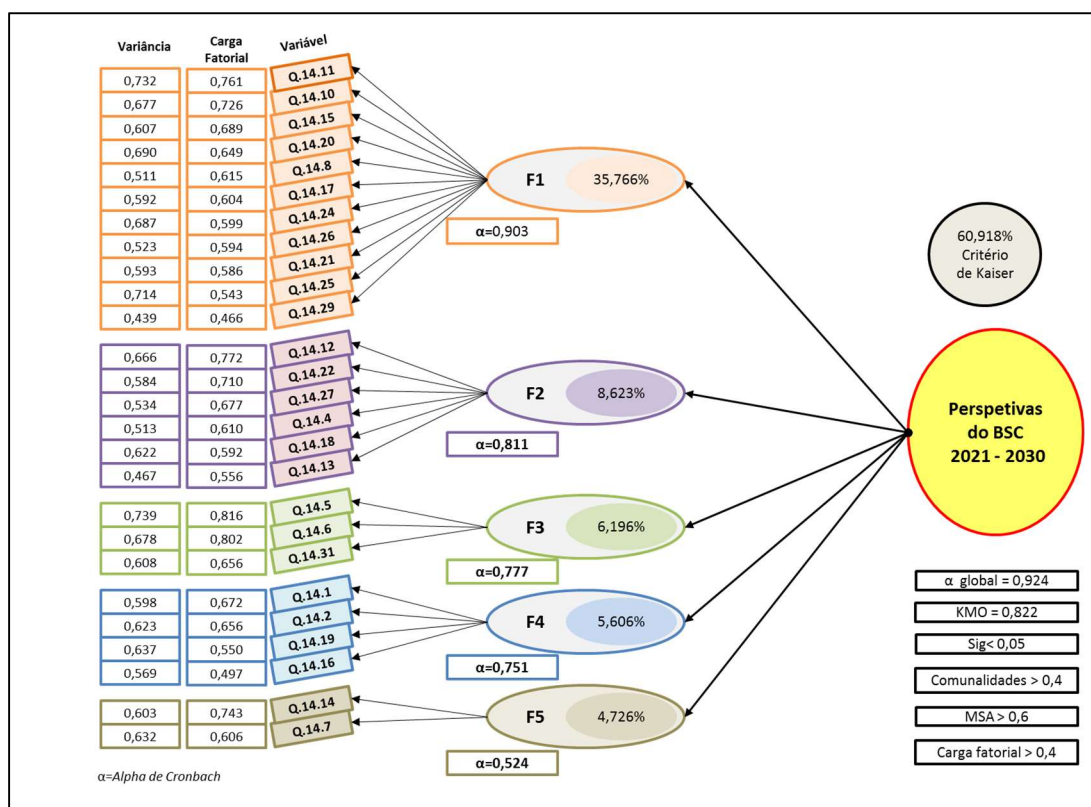 Variância Carga Fatorial Variável
0,732 0,761 Q.14.11
0,677 0,726 Q.14.10
0,607 0,689 Q.14.15
0,690 0,649 Q.14.20
0,511 0,615 Q.14.8
0,592 0,604 Q.14.17
0,687 0,599 Q.14.24
0,523 0,594 Q.14.26
0,593 0,586 Q.14.21
0,714 0,543 Q.14.25
0,439 0,466 Q.14.29
F1 35,766%
α=0,903
0,666 0,772 Q.14.12
0,584 0,710 Q.14.22
0,534 0,677 Q.14.27
0,513 0,610 Q.14.4
0,622 0,592 Q.14.18
0,467 0,556 Q.14.13
F2 8,623%
α=0,811
0,739 0,816 Q.14.5
0,678 0,802 Q.14.6
0,608 0,656 Q.14.31
F3 6,196%
α=0,777
0,598 0,672 Q.14.1
0,623 0,656 Q.14.2
0,637 0,550 Q.14.19
0,569 0,497 Q.14.16
F4 5,606%
α=0,751
0,603 0,743 Q.14.14
0,632 0,606 Q.14.7
F5 4,726%
α=0,524
α=Alpha de Cronbach
60,918%
Critério
de Kaiser
Perspetivas
do BSC
2021 - 2030
α global = 0,924
KMO = 0,822
Sig< 0,05
Comunalidades > 0,4
MSA > 0,6
Carga fatorial > 0,4